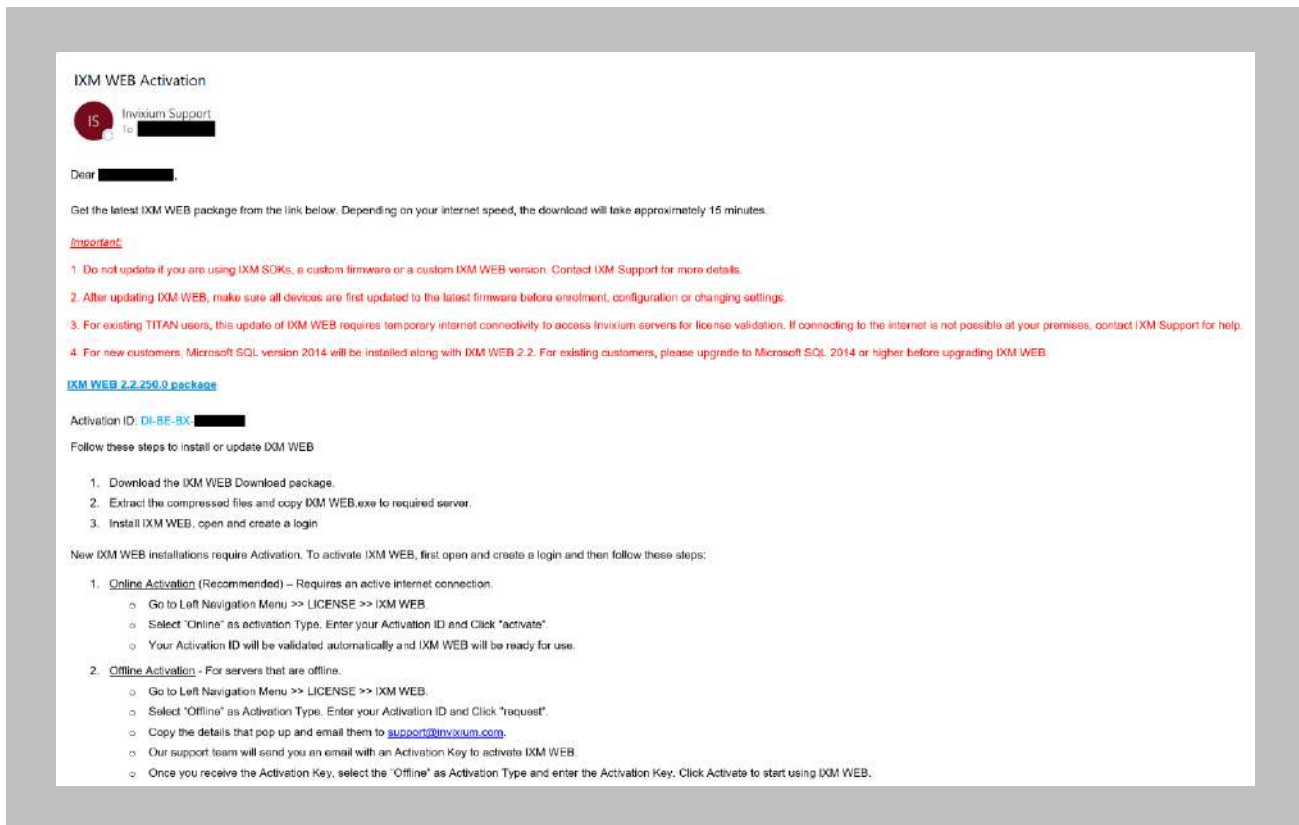 IXM WEB Activation
IS
Invixium Support
To
Dear ,
Get the latest IXM WEB package from the link below. Depending on your internet speed, the download will take approximately 15 minutes.
Important:
1. Do not update if you are using IXM SDKs, a custom firmware or a custom IXM WEB version. Contact IXM Support for more details.
2. After updating IXM WEB, make sure all devices are first updated to the latest firmware before enrolment, configuration or changing settings.
3. For existing TITAN users, this update of IXM WEB requires temporary internet connectivity to access Invixium servers for license validation. If connecting to the internet is not possible at your premises, contact IXM Support for help.
4. For new customers, Microsoft SQL version 2014 will be installed along with IXM WEB 2.2. For existing customers, please upgrade to Microsoft SQL 2014 or higher before upgrading IXM WEB.
IXM WEB 2.2.250.0 package
Activation ID: DI-BE-BX-
Follow these steps to install or update IXM WEB
1. Download the IXM WEB Download package.
2. Extract the compressed files and copy IXM WEB.exe to required server.
3. Install IXM WEB, open and create a login
New IXM WEB installations require Activation. To activate IXM WEB, first open and create a login and then follow these steps:
1. Online Activation (Recommended) – Requires an active internet connection.
o Go to Left Navigation Menu >> LICENSE >> IXM WEB.
o Select "Online" as activation Type. Enter your Activation ID and Click "activate".
o Your Activation ID will be validated automatically and IXM WEB will be ready for use.
2. Offline Activation - For servers that are offline.
o Go to Left Navigation Menu >> LICENSE >> IXM WEB.
o Select "Offline" as Activation Type. Enter your Activation ID and Click "request".
o Copy the details that pop up and email them to support@invixium.com.
o Our support team will send you an email with an Activation Key to activate IXM WEB.
o Once you receive the Activation Key, select the "Offline" as Activation Type and enter the Activation Key. Click Activate to start using IXM WEB.